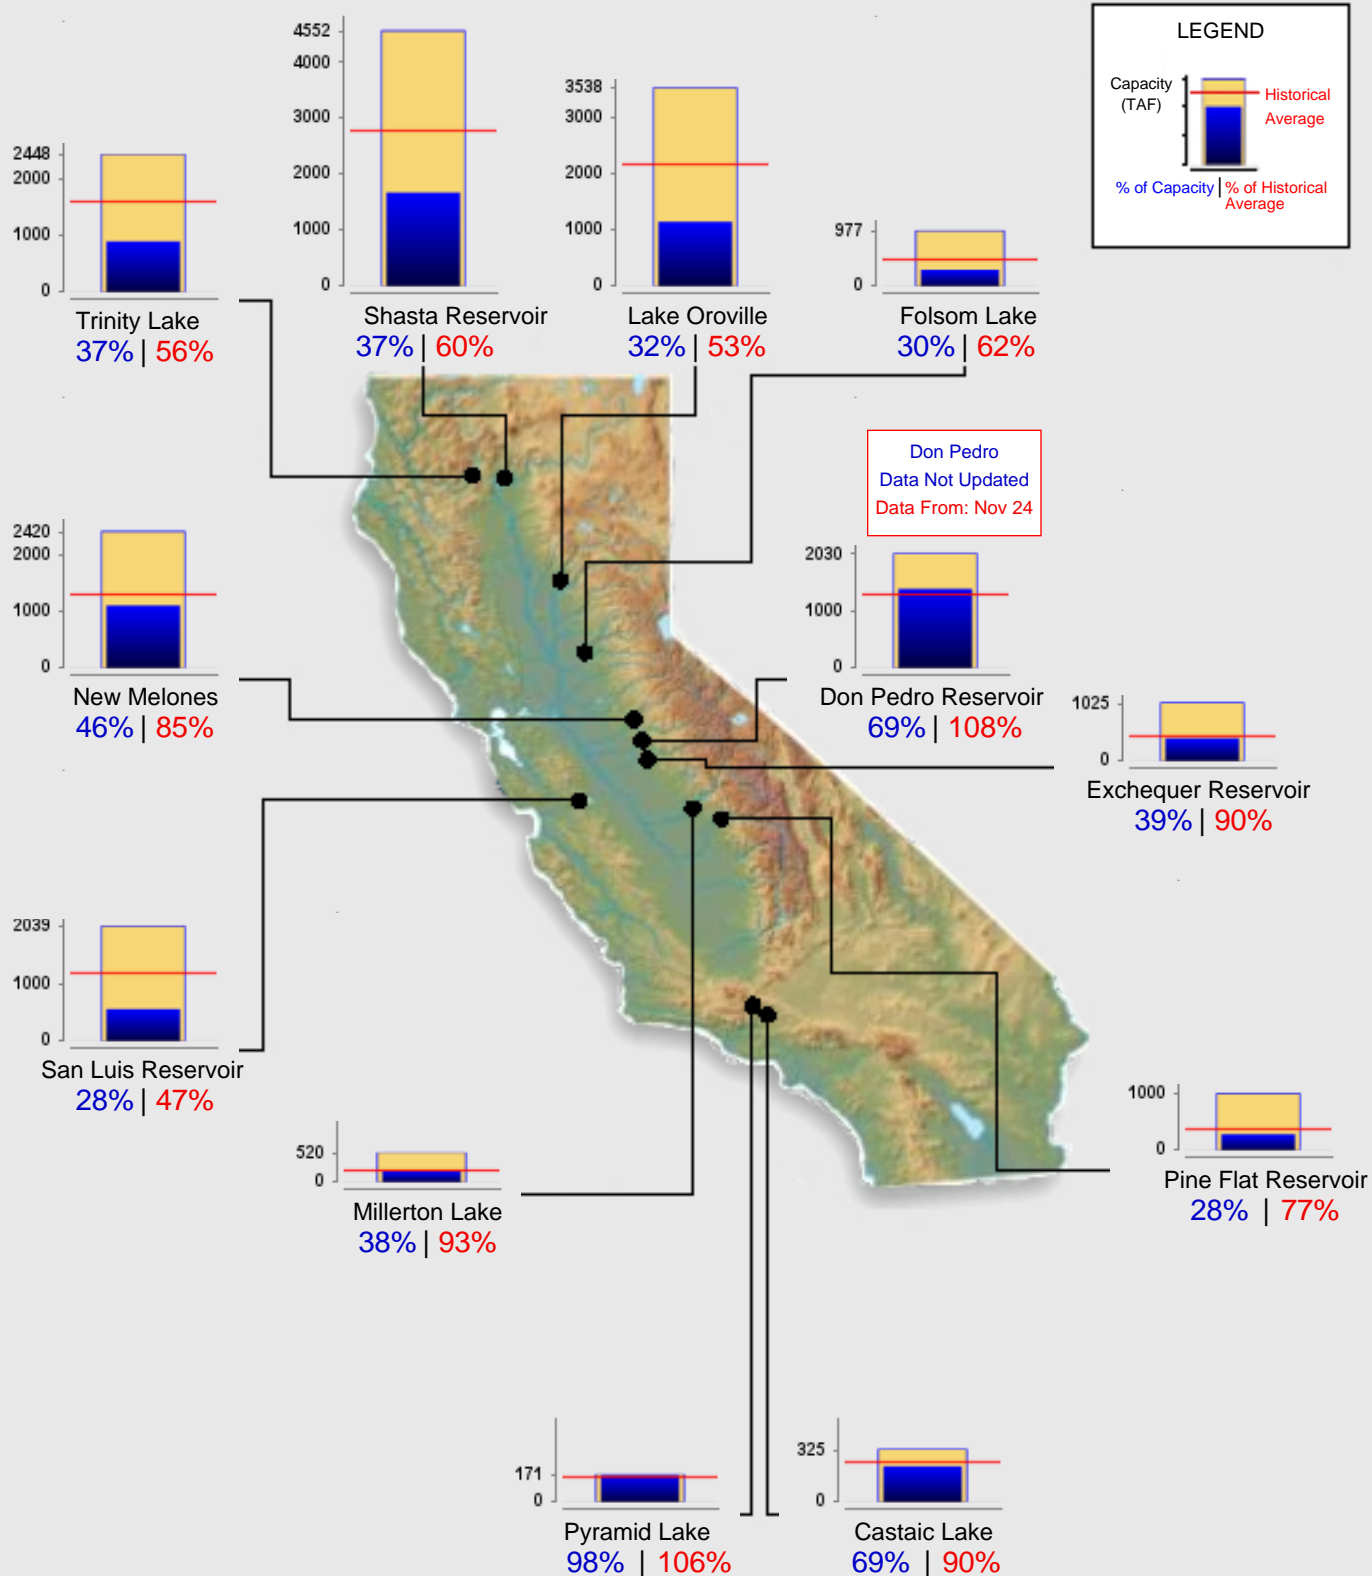 LEGEND
Capacity
(TAF)
Historical
Average
% of Capacity | % of Historical
Average
2448
2000
1000
0
Trinity Lake
37% | 56%
4552
4000
3000
2000
1000
0
Shasta Reservoir
37% | 60%
3538
3000
2000
1000
0
Lake Oroville
32% | 53%
977
0
Folsom Lake
30% | 62%
Don Pedro
Data Not Updated
Data From: Nov 24
2420
2000
1000
0
New Melones
46% | 85%
2030
1000
0
Don Pedro Reservoir
69% | 108%
1025
0
Exchequer Reservoir
39% | 90%
2039
1000
0
San Luis Reservoir
28% | 47%
520
0
Millerton Lake
38% | 93%
1000
0
Pine Flat Reservoir
28% | 77%
171
0
Pyramid Lake
98% | 106%
325
0
Castaic Lake
69% | 90%